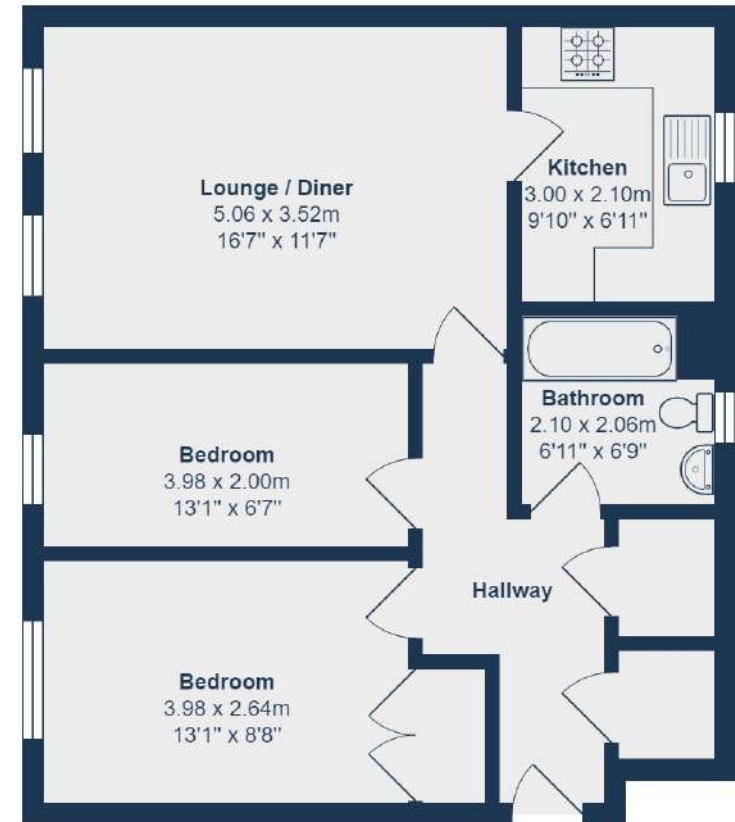 Lounge / Diner
5.06 x 3.52m
16'7" x 11'7"
Kitchen
3.00 x 2.10m
9'10" x 6'11"
Bathroom
2.10 x 2.06m
6'11" x 6'9"
Bedroom
3.98 x 2.00m
13'1" x 6'7"
Hallway
Bedroom
3.98 x 2.64m
13'1" x 8'8"